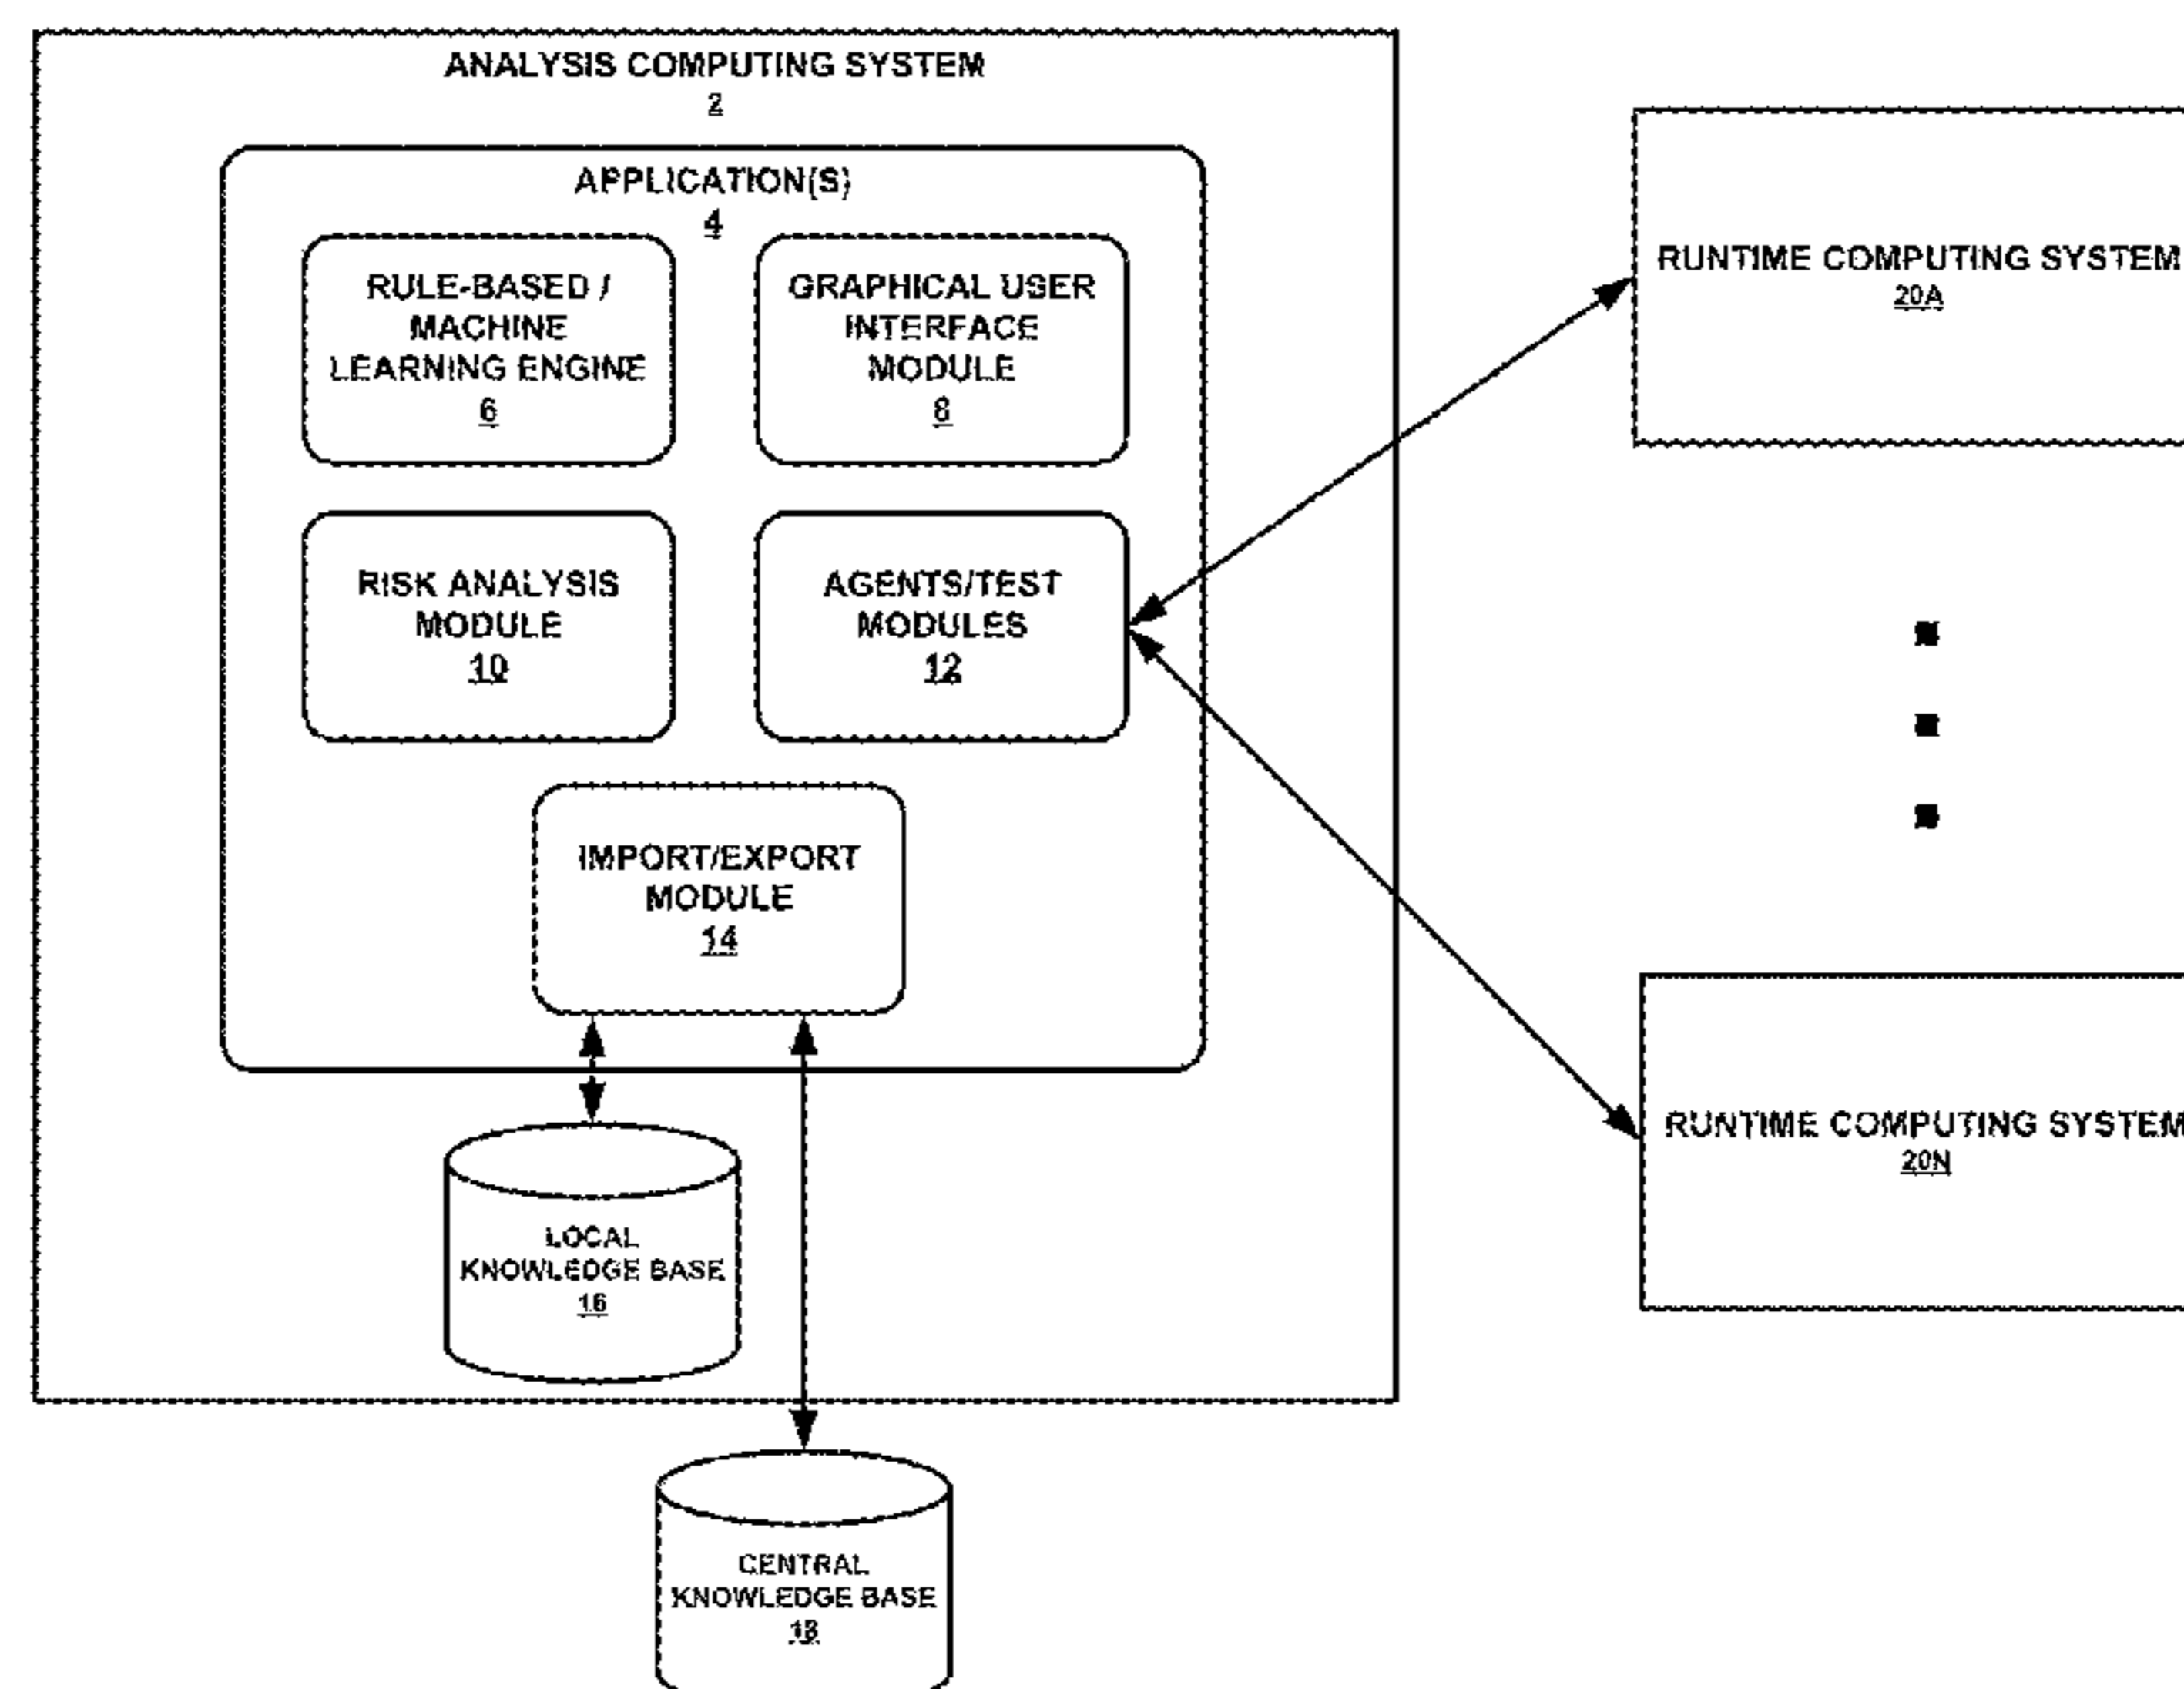 ANALYSIS COMPUTING SYSTEM
2
APPLICATION(S)
4
RULE-BASED /
MACHINE
LEARNING ENGINE
6
GRAPHICAL USER
INTERFACE
MODULE
8
RISK ANALYSIS
MODULE
10
AGENTS/TEST
MODULES
12
IMPORT/EXPORT
MODULE
14
LOCAL
KNOWLEDGE BASE
16
CENTRAL
KNOWLEDGE BASE
18
RUNTIME COMPUTING SYSTEM
20A
RUNTIME COMPUTING SYSTEM
20N